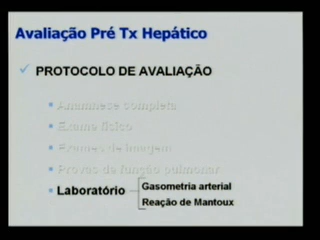 Avaliação Pré Tx Hepático
PROTOCOLO DE AVALIAÇÃO
Anamnese completa
Exame físico
Exames de imagem
Provas de função pulmonar
Laboratório
Gasometria arterial
Reação de Mantoux